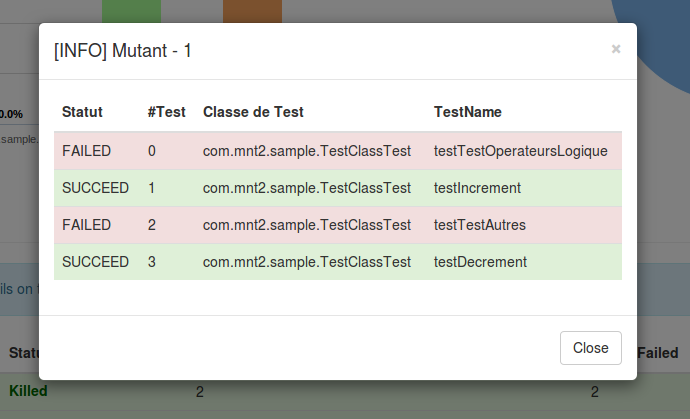 [INFO] Mutant - 1 ×
Statut #Test Classe de Test TestName
FAILED 0 com.mnt2.sample.TestClassTest testTestOperateursLogique
SUCCEED 1 com.mnt2.sample.TestClassTest testIncrement
FAILED 2 com.mnt2.sample.TestClassTest testTestAutres
SUCCEED 3 com.mnt2.sample.TestClassTest testDecrement
Close
0.0%
sample.
ils on
Statu Failed
Killed 2 2